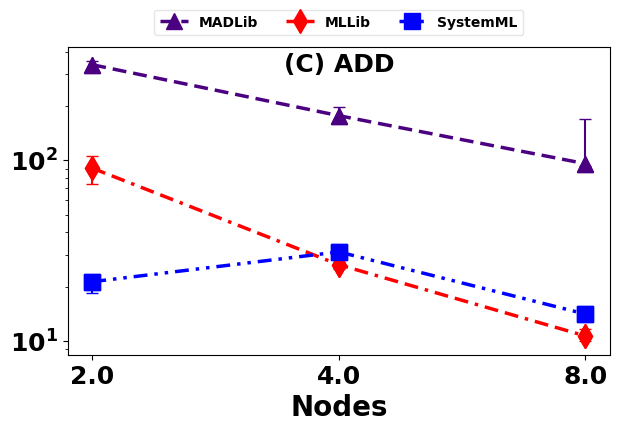 MADLib MLLib SystemML
(C) ADD
10²
10¹
2.0 4.0 8.0
Nodes